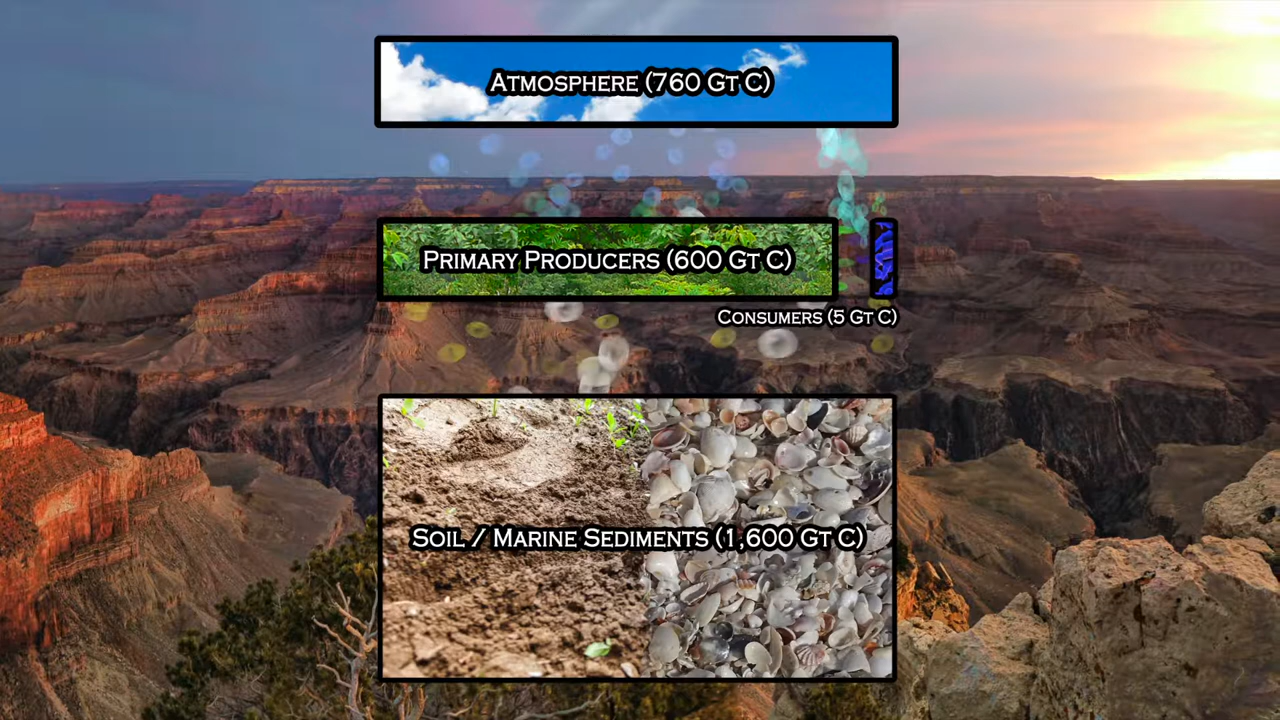 Atmosphere (760 Gt C)
Primary Producers (600 Gt C)
Consumers (5 Gt C)
Soil / Marine Sediments (1,600 Gt C)